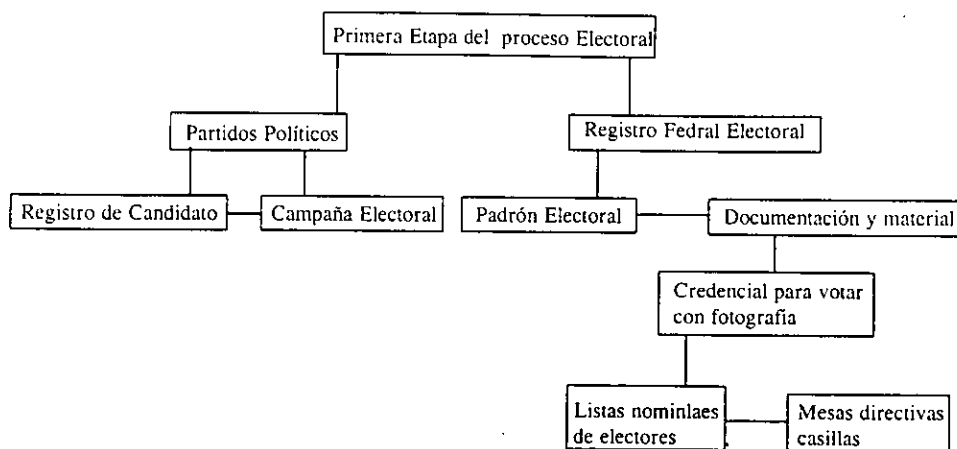 Primera Etapa del proceso Electoral
Partidos Políticos
Registro Fedral Electoral
Registro de Candidato
Campaña Electoral
Padrón Electoral
Documentación y material
Credencial para votar
con fotografia
Listas nominlaes
de electores
Mesas directivas
casillas